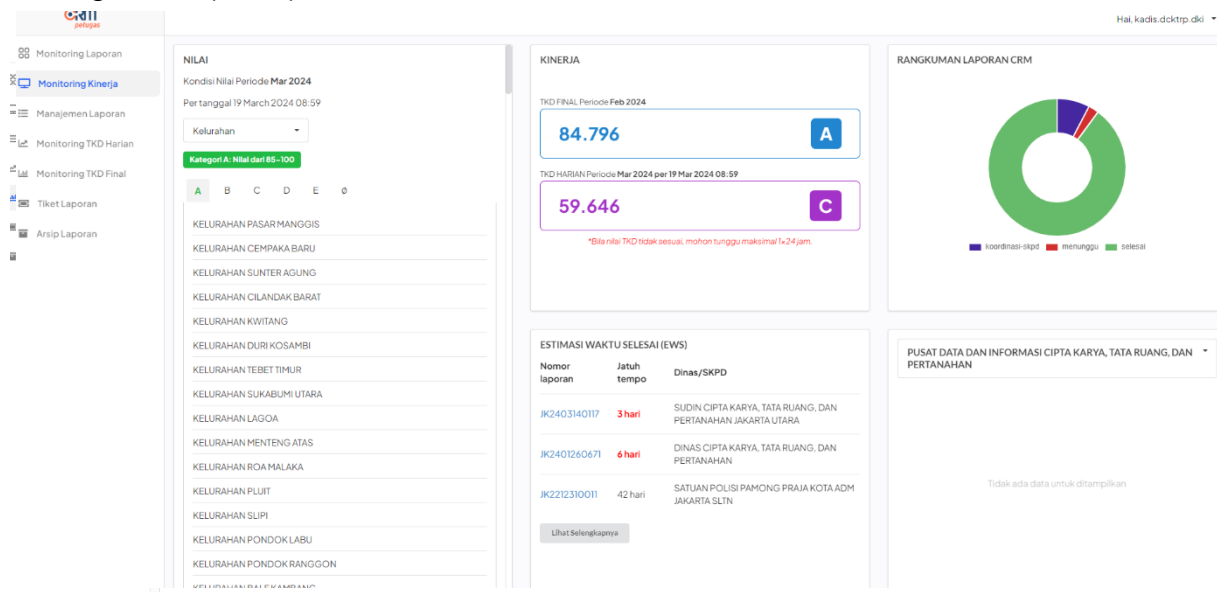 CRM
petugas
Hai, kadis.dcktrp.dki
Monitoring Laporan
Monitoring Kinerja
Manajemen Laporan
Monitoring TKD Harian
Monitoring TKD Final
Tiket Laporan
Arsip Laporan
NILAI
Kondisi Nilai Periode Mar 2024
Per tanggal 19 March 2024 08:59
Kelurahan
Kategori A: Nilai dari 85-100
A B C D E Ø
KELURAHAN PASAR MANGGIS
KELURAHAN CEMPAKA BARU
KELURAHAN SUNTER AGUNG
KELURAHAN CILANDAK BARAT
KELURAHAN KWITANG
KELURAHAN DURI KOSAMBI
KELURAHAN TEBET TIMUR
KELURAHAN SUKABUMI UTARA
KELURAHAN LAGOA
KELURAHAN MENTENG ATAS
KELURAHAN ROA MALAKA
KELURAHAN PLUIT
KELURAHAN SLIPI
KELURAHAN PONDOK LABU
KELURAHAN PONDOK RANGGON
KELURAHAN BALE KAMBANG
KINERJA
TKD FINAL Periode Feb 2024
84.796 A
TKD HARIAN Periode Mar 2024 per 19 Mar 2024 08:59
59.646 C
*Bila nilai TKD tidak sesuai, mohon tunggu maksimal 1x24 jam.
RANGKUMAN LAPORAN CRM
koordinasi-skpd menunggu selesai
ESTIMASI WAKTU SELESAI (EWS)
Nomor laporan Jatuh tempo Dinas/SKPD
JK2403140117 3 hari SUDIN CIPTA KARYA, TATA RUANG, DAN
PERTANAHAN JAKARTA UTARA
JK2401260671 6 hari DINAS CIPTA KARYA, TATA RUANG, DAN
PERTANAHAN
JK2212310011 42 hari SATUAN POLISI PAMONG PRAJA KOTA ADM
JAKARTA SLTN
Lihat Selengkapnya
PUSAT DATA DAN INFORMASI CIPTA KARYA, TATA RUANG, DAN
PERTANAHAN
Tidak ada data untuk ditampilkan